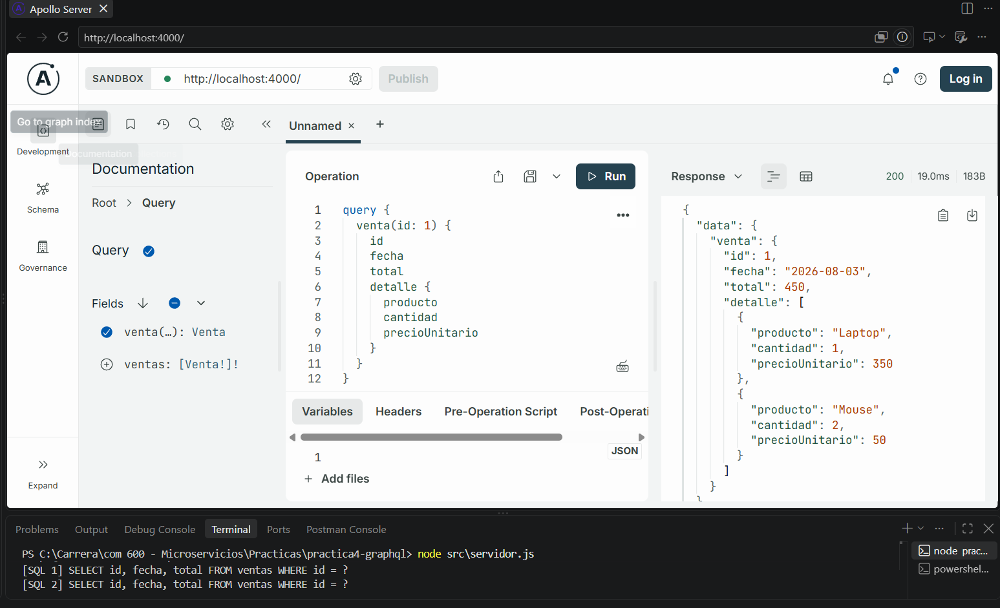 Apollo Server
http://localhost:4000/
SANDBOX
http://localhost:4000/
Publish
Log in
Go to graph index
Development
Documentation
Schema
Governance
Expand
Documentation
Root > Query
Query
Fields
venta(…): Venta
ventas: [Venta!]!
Unnamed
Operation
Run
1 query {
2 venta(id: 1) {
3 id
4 fecha
5 total
6 detalle {
7 producto
8 cantidad
9 precioUnitario
10 }
11 }
12 }
Variables Headers Pre-Operation Script Post-Operati
JSON
1
+ Add files
Response
200 19.0ms 183B
{
"data": {
"venta": {
"id": 1,
"fecha": "2026-08-03",
"total": 450,
"detalle": [
{
"producto": "Laptop",
"cantidad": 1,
"precioUnitario": 350
},
{
"producto": "Mouse",
"cantidad": 2,
"precioUnitario": 50
}
]
}
}
Problems Output Debug Console Terminal Ports Postman Console
PS C:\Carrera\com 600 - Microservicios\Practicas\practica4-graphql> node src\servidor.js
[SQL 1] SELECT id, fecha, total FROM ventas WHERE id = ?
[SQL 2] SELECT id, fecha, total FROM ventas WHERE id = ?
node prac...
powershel...